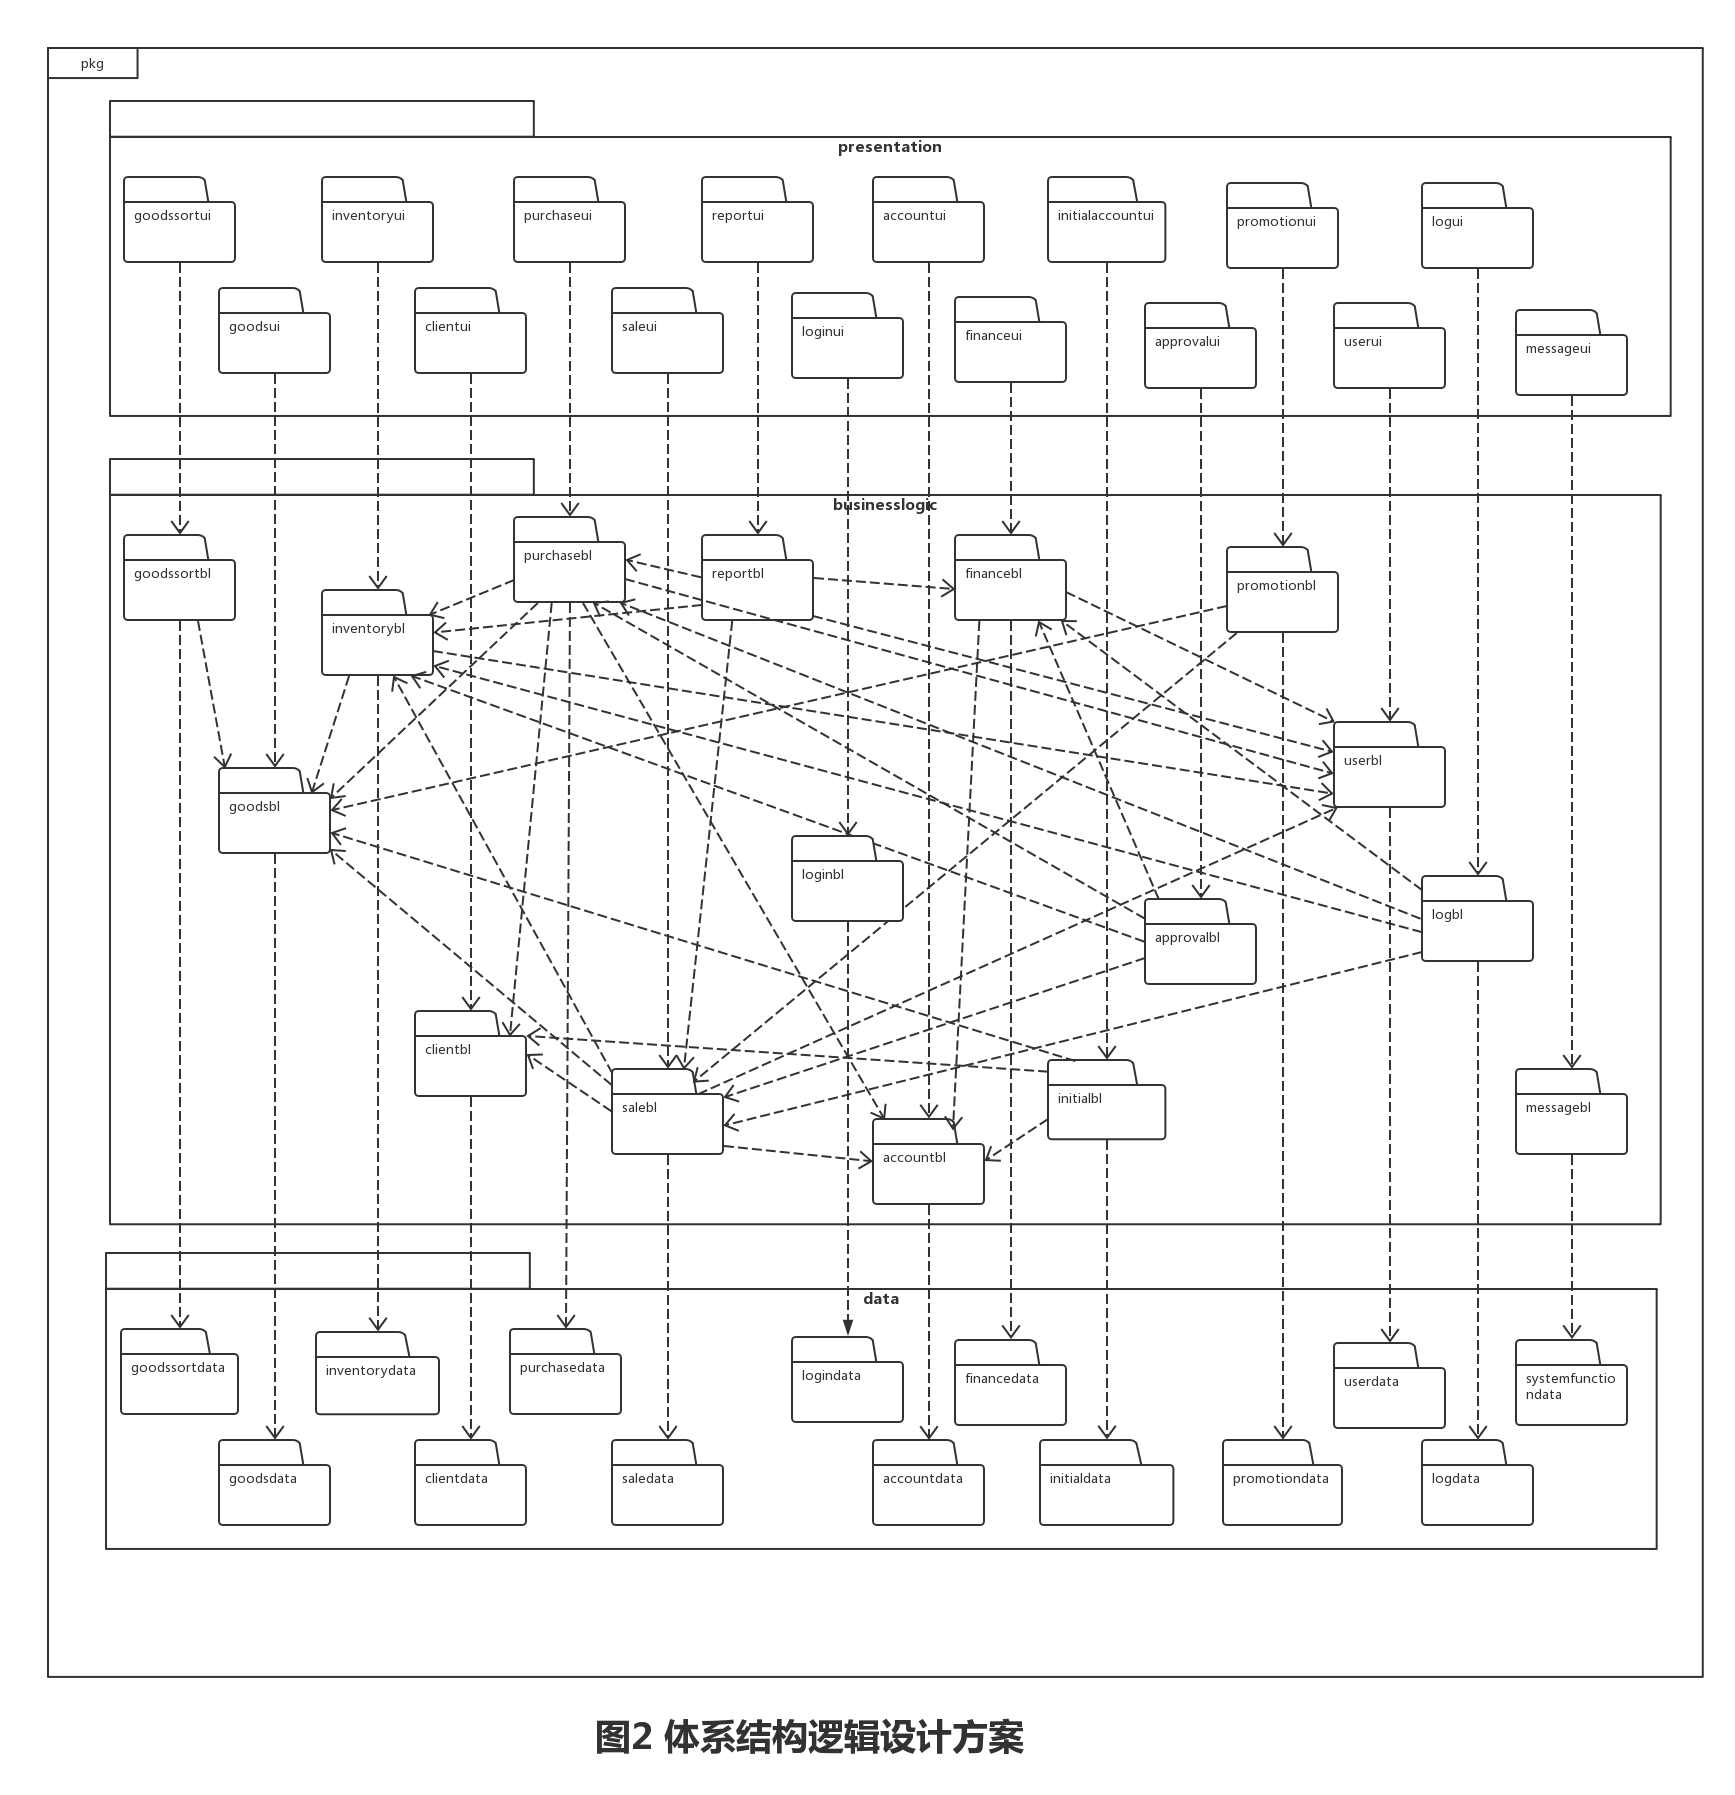 pkg
presentation
goodssortui
inventoryui
purchaseui
reportui
accountui
initialaccountui
promotionui
logui
goodsui
clientui
saleui
loginui
financeui
approvalui
userui
messageui
businesslogic
goodssortbl
inventorybl
purchasebl
reportbl
financebl
promotionbl
goodsbl
userbl
loginbl
approvalbl
logbl
clientbl
salebl
accountbl
initialbl
messagebl
data
goodssortdata
inventorydata
purchasedata
logindata
financedata
userdata
systemfunctio
ndata
goodsdata
clientdata
saledata
accountdata
initialdata
promotiondata
logdata
图2 体系结构逻辑设计方案